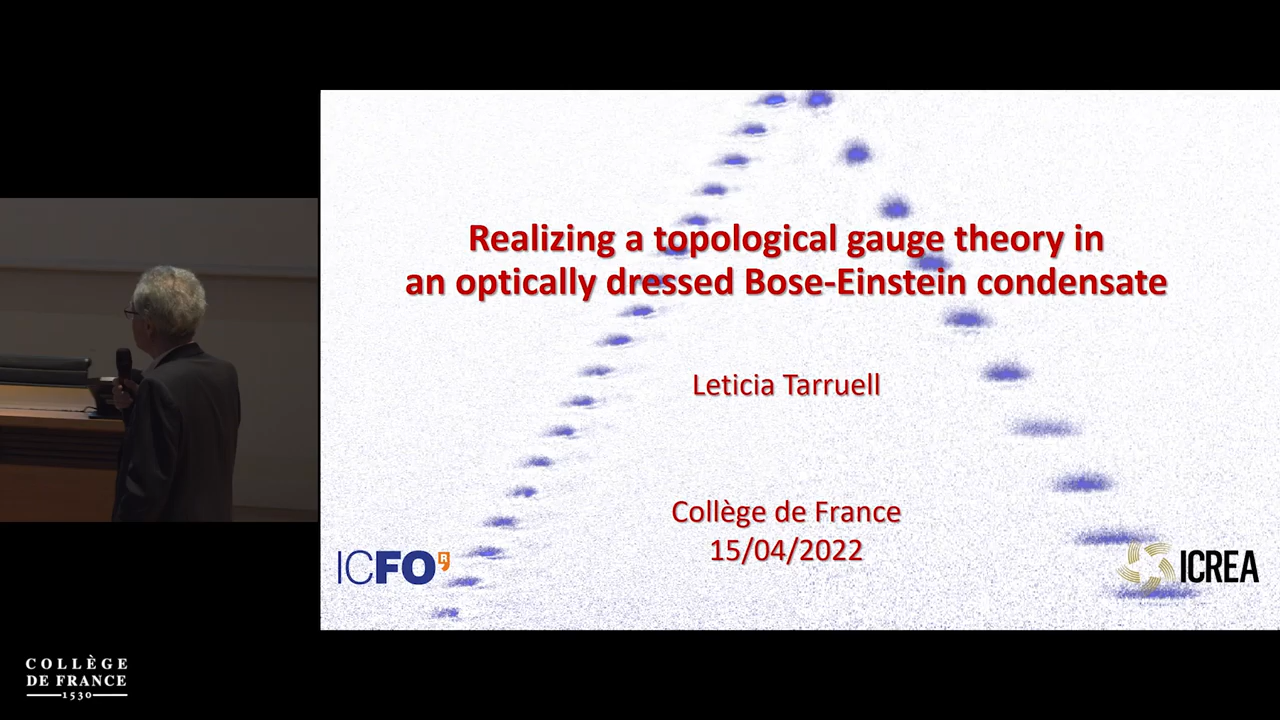 Realizing a topological gauge theory in
an optically dressed Bose-Einstein condensate
Leticia Tarruell
Collège de France
15/04/2022
ICFOR
ICREA
COLLÈGE
DE FRANCE
1530